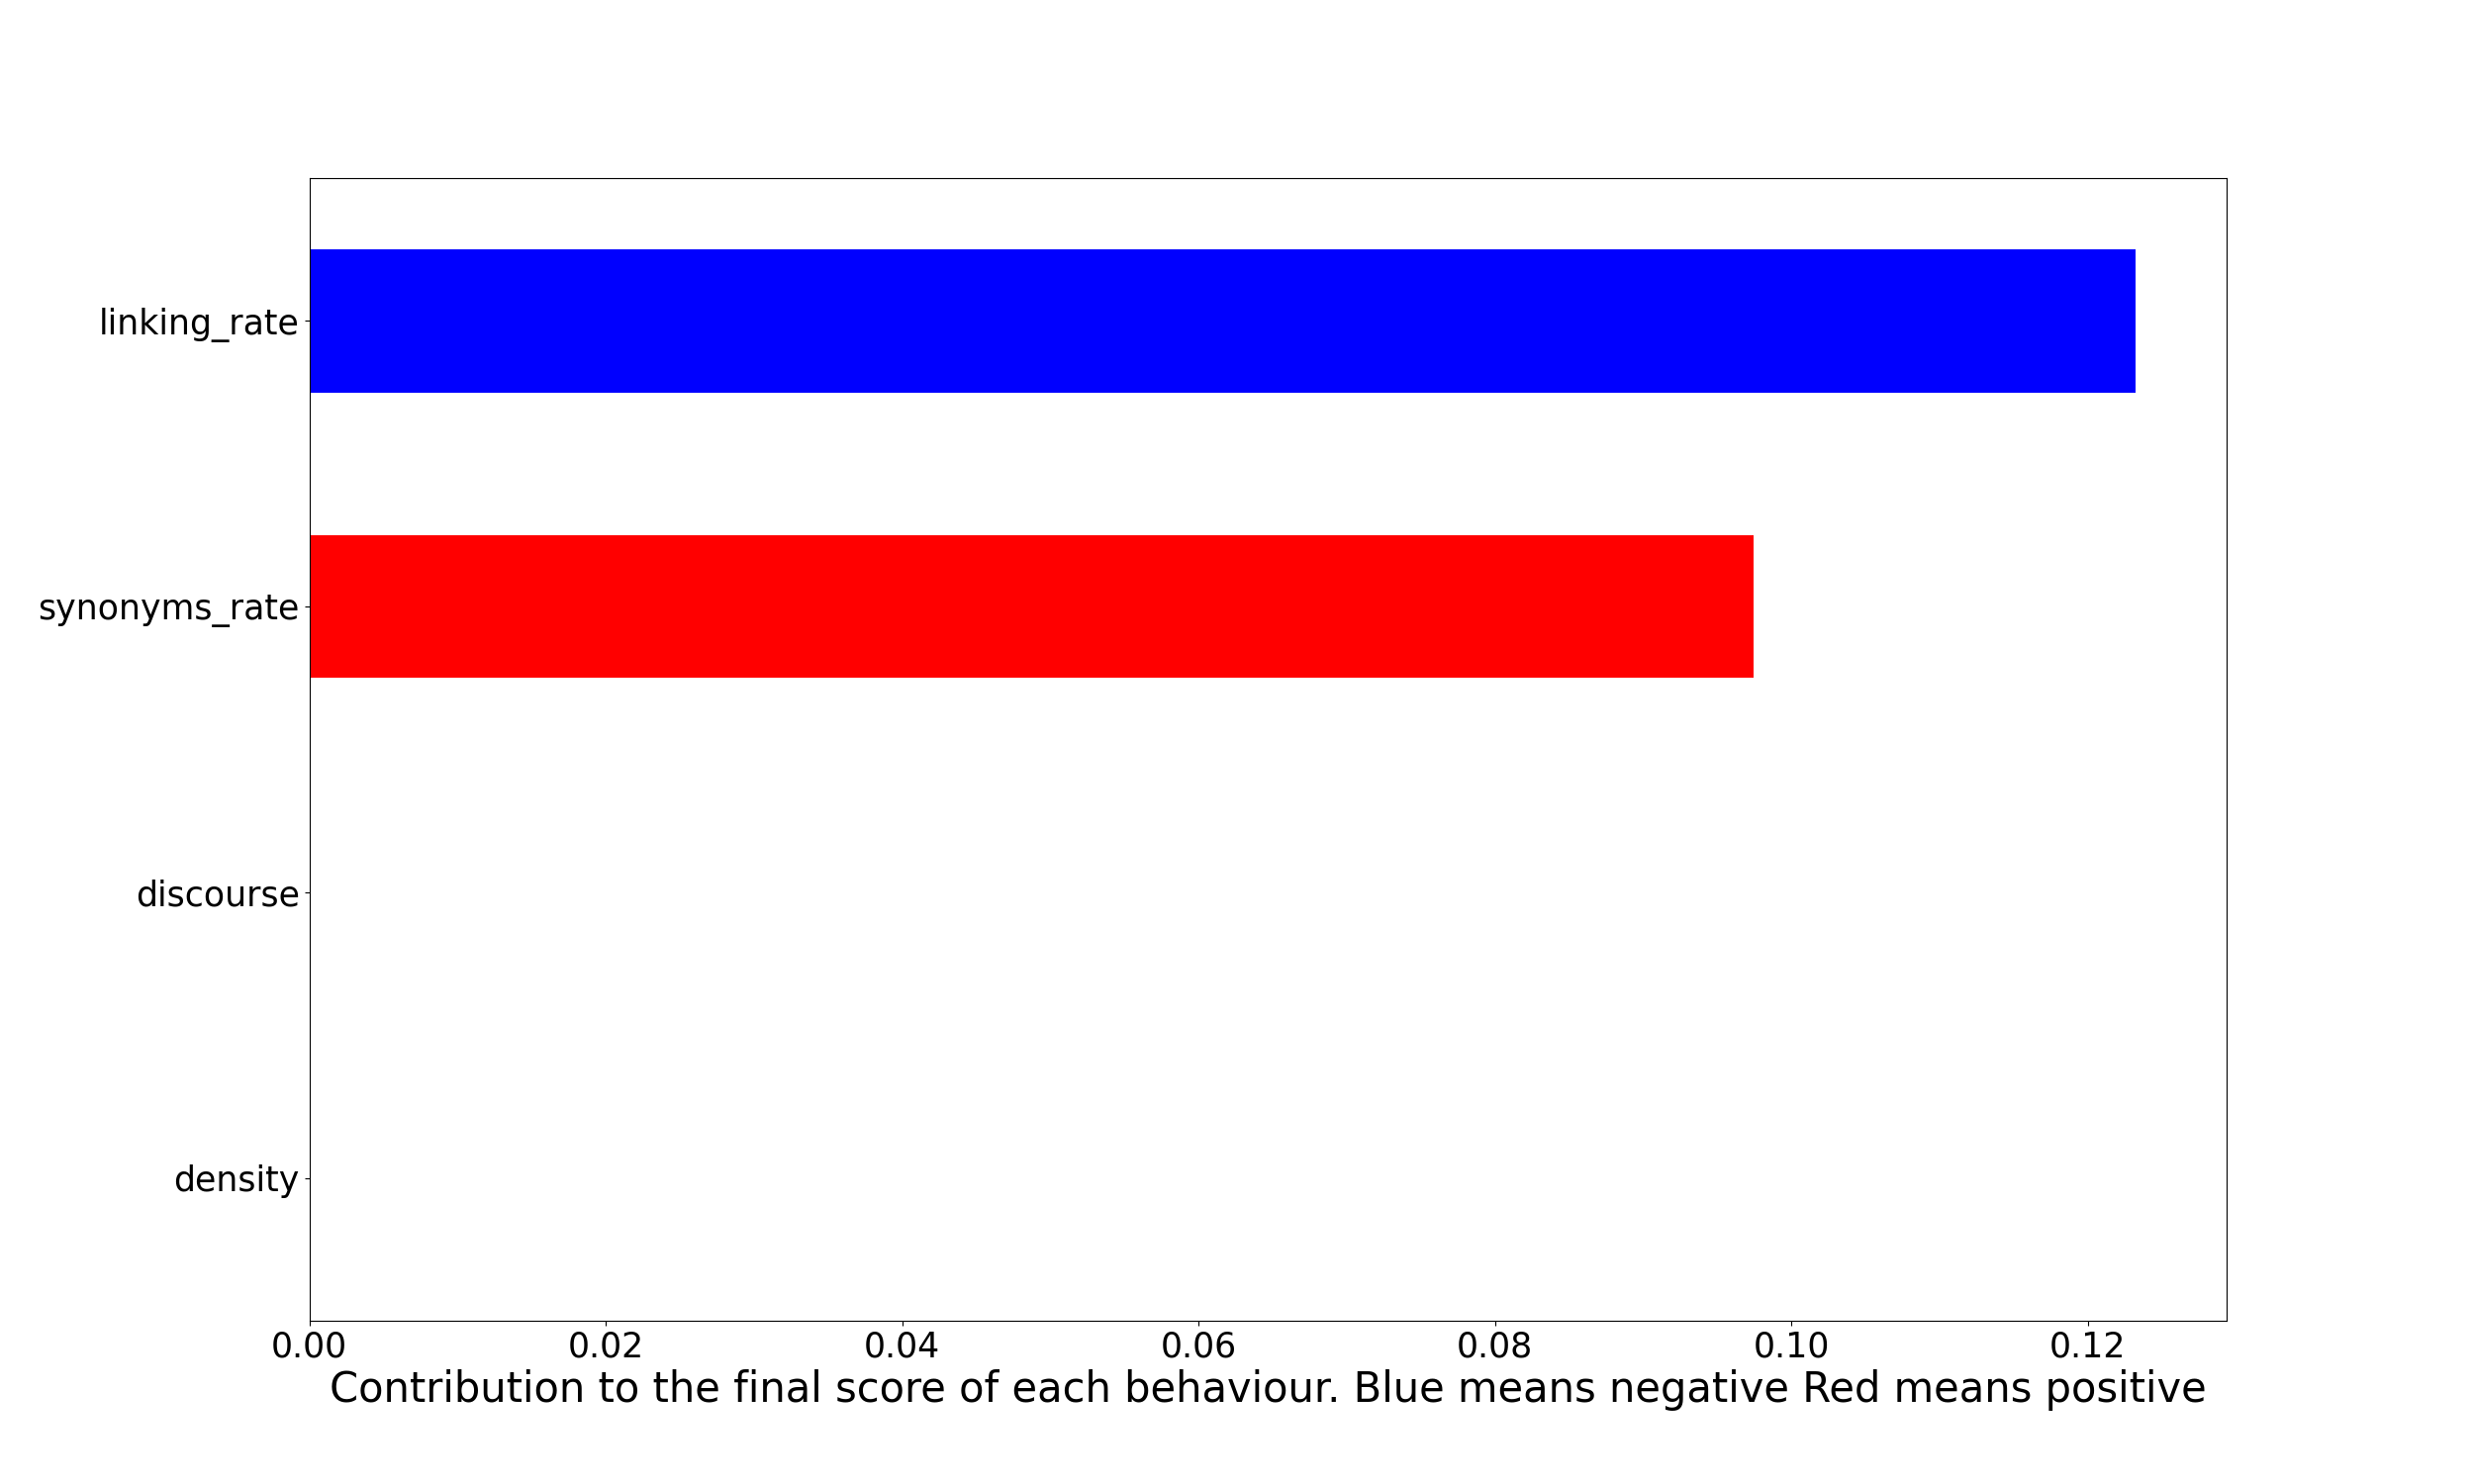 linking_rate
synonyms_rate
discourse
density
0.00 0.02 0.04 0.06 0.08 0.10 0.12
Contribution to the final score of each behaviour. Blue means negative Red means positive